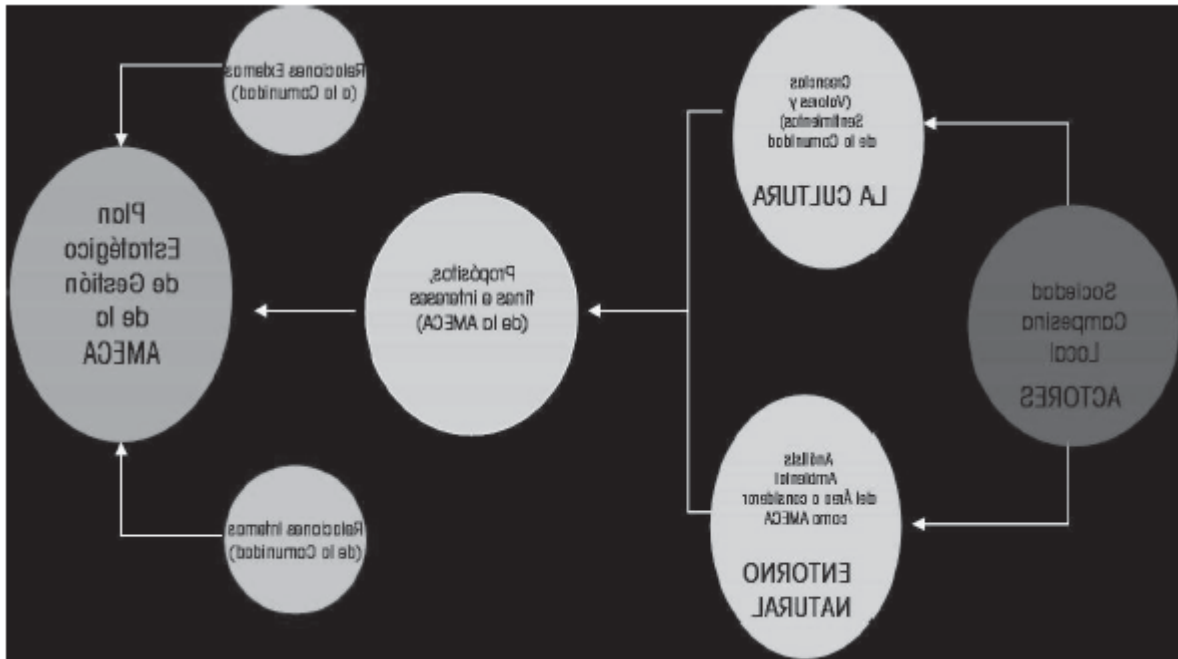 Sociedad
Campesina
Local
ACTORES
Creencias
(Valores y
Sentimientos)
de la Comunidad
LA CULTURA
Análisis
Ambiental
del Área a considerar
como AMECA
ENTORNO
NATURAL
Propósitos,
fines e intereses
(de la AMECA)
Relaciones Externas
(a la Comunidad)
Plan
Estratégico
de Gestión
de la
AMECA
Relaciones Internas
(de la Comunidad)